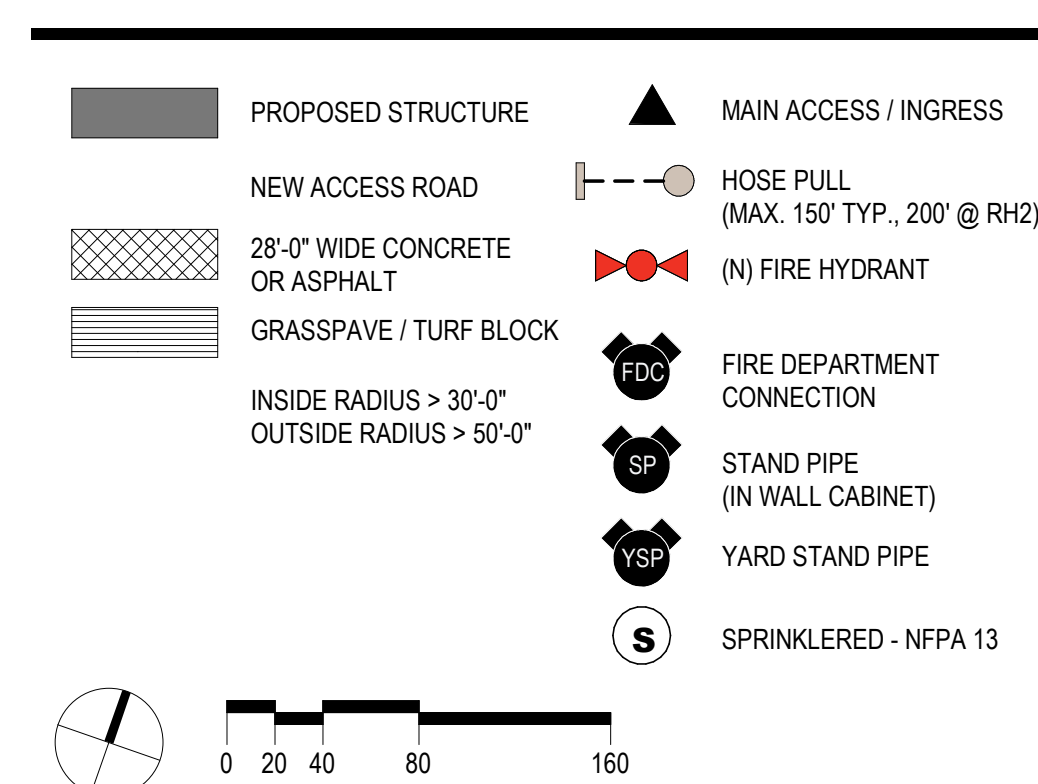 PROPOSED STRUCTURE
NEW ACCESS ROAD
28'-0" WIDE CONCRETE
OR ASPHALT
GRASSPAVE / TURF BLOCK
INSIDE RADIUS > 30'-0"
OUTSIDE RADIUS > 50'-0"
MAIN ACCESS / INGRESS
HOSE PULL
(MAX. 150' TYP., 200' @ RH2)
(N) FIRE HYDRANT
FDC
FIRE DEPARTMENT
CONNECTION
SP
STAND PIPE
(IN WALL CABINET)
YSP
YARD STAND PIPE
S
SPRINKLERED - NFPA 13
0 20 40 80 160